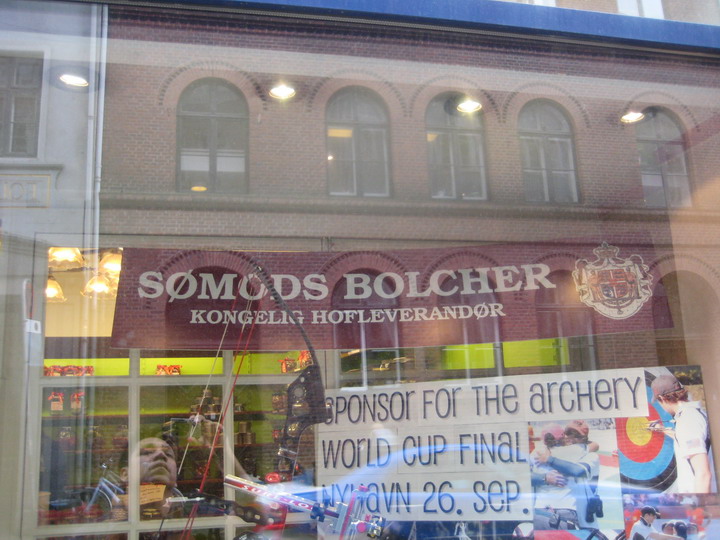 SØMODS BOLCHER
KONGELIG HOFLEVERANDØR
SPONSOR FOR THE archery
WORLD CUP FINAL
NYHAVN 26. SEP.